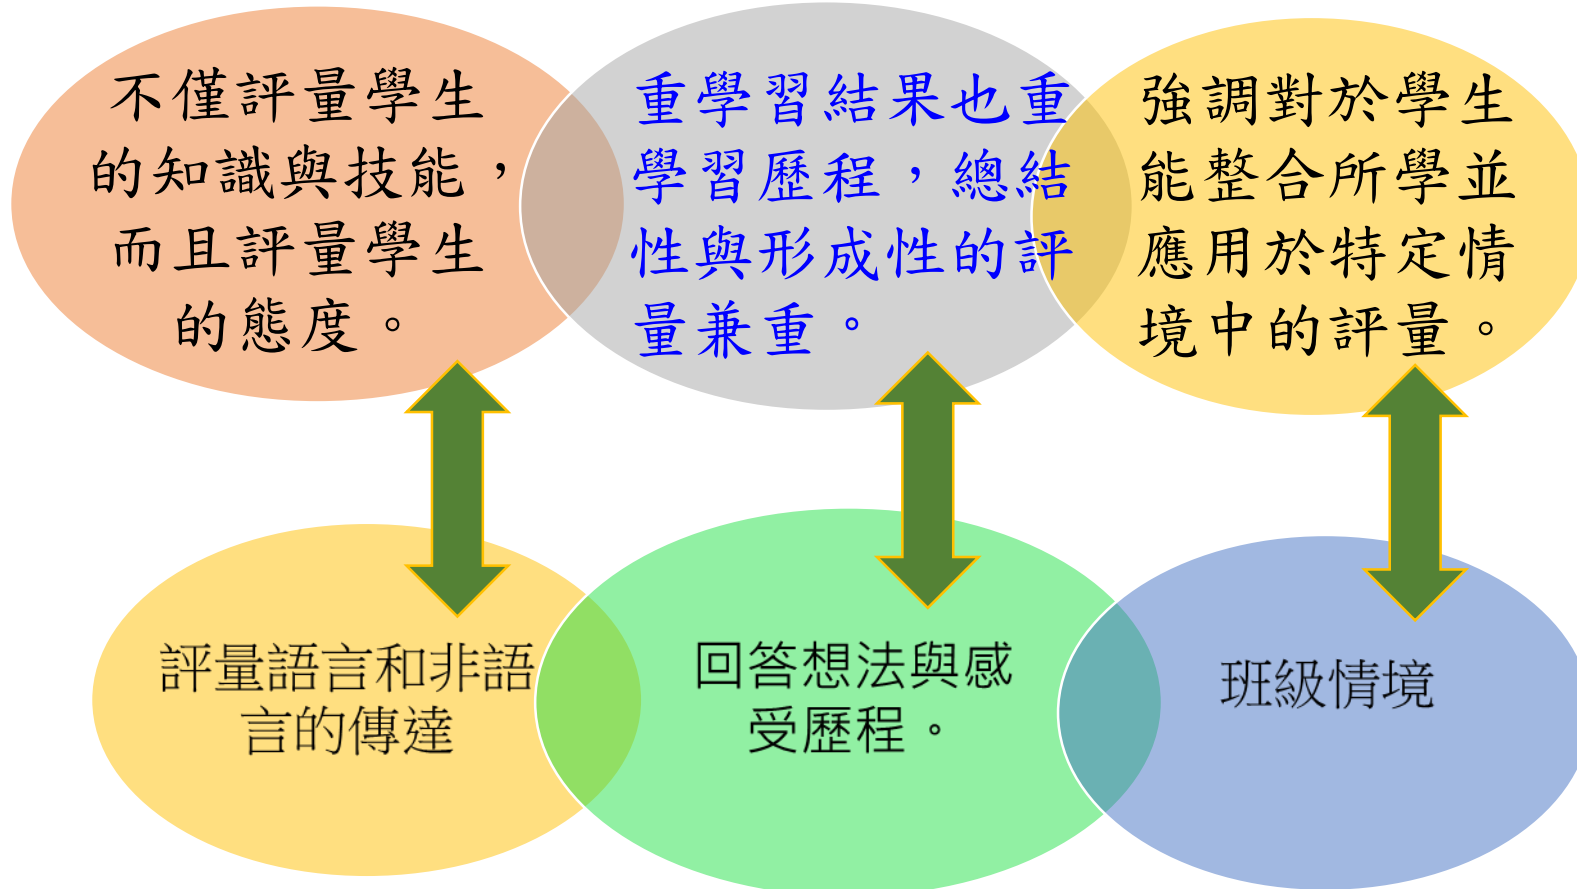 不僅評量學生
的知識與技能，
而且評量學生
的態度。
重學習結果也重
學習歷程，總結
性與形成性的評
量兼重。
強調對於學生
能整合所學並
應用於特定情
境中的評量。
評量語言和非語
言的傳達
回答想法與感
受歷程。
班級情境